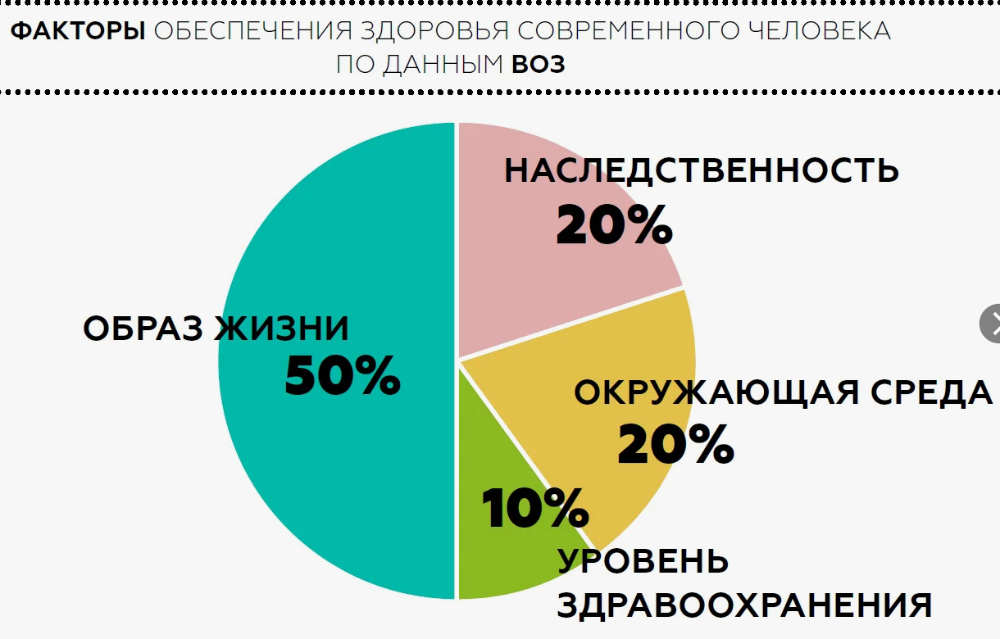 ФАКТОРЫ ОБЕСПЕЧЕНИЯ ЗДОРОВЬЯ СОВРЕМЕННОГО ЧЕЛОВЕКА
ПО ДАННЫМ ВОЗ
НАСЛЕДСТВЕННОСТЬ
20%
ОБРАЗ ЖИЗНИ
50%
ОКРУЖАЮЩАЯ СРЕДА
20%
10%
УРОВЕНЬ
ЗДРАВООХРАНЕНИЯ